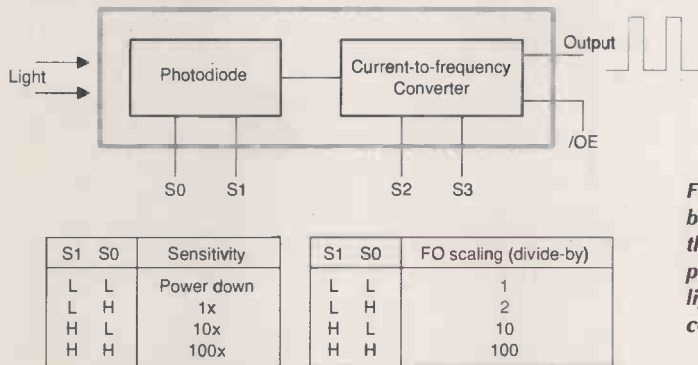 Output
Light
Photodiode
Current-to-frequency
Converter
/OE
S0
S1
S2
S3
S1 S0 Sensitivity
L L Power down
L H 1x
H L 10x
H H 100x
S1 S0 FO scaling (divide-by)
L L 1
L H 2
H L 10
H H 100